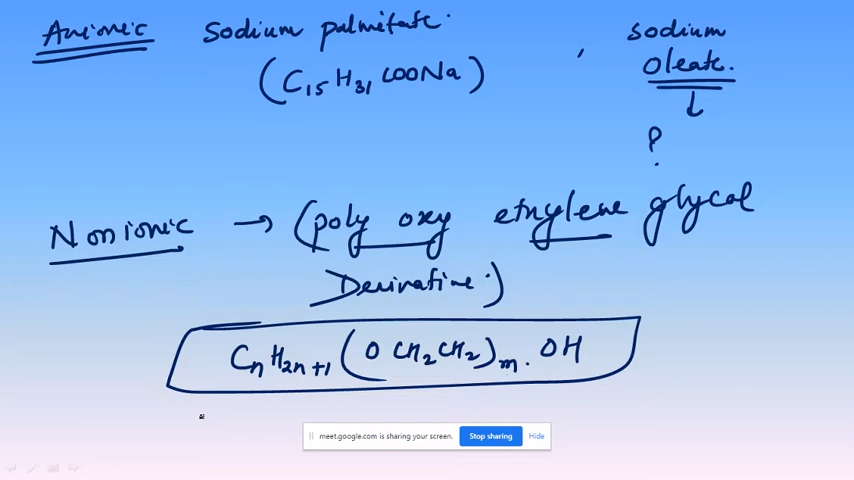 Anionic Sodium palmitate. , sodium
(C₁₅H₃₁COONa) Oleate.
?
Nonionic → (poly oxy ethylene glycol
Derivative.)
CₙH₂ₙ₊₁(OCH₂CH₂)ₘ.OH
meet.google.com is sharing your screen. Stop sharing Hide